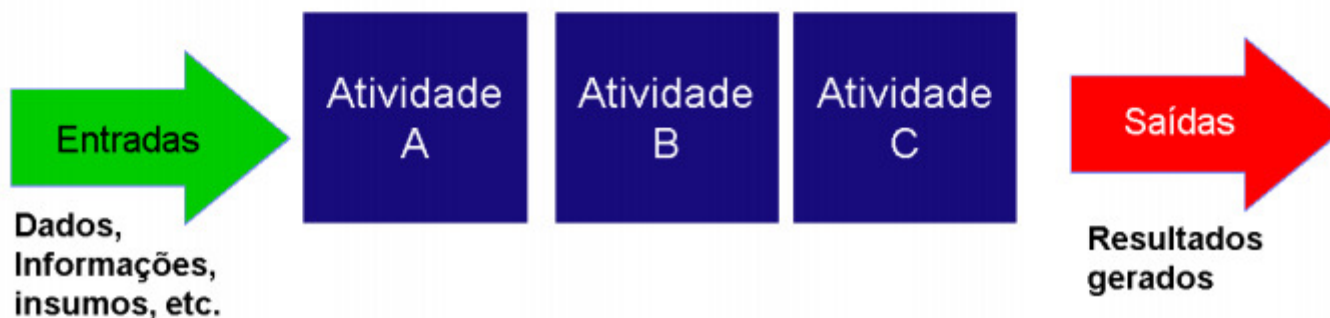 Entradas
Dados,
Informações,
insumos, etc.
Atividade
A
Atividade
B
Atividade
C
Saídas
Resultados
gerados